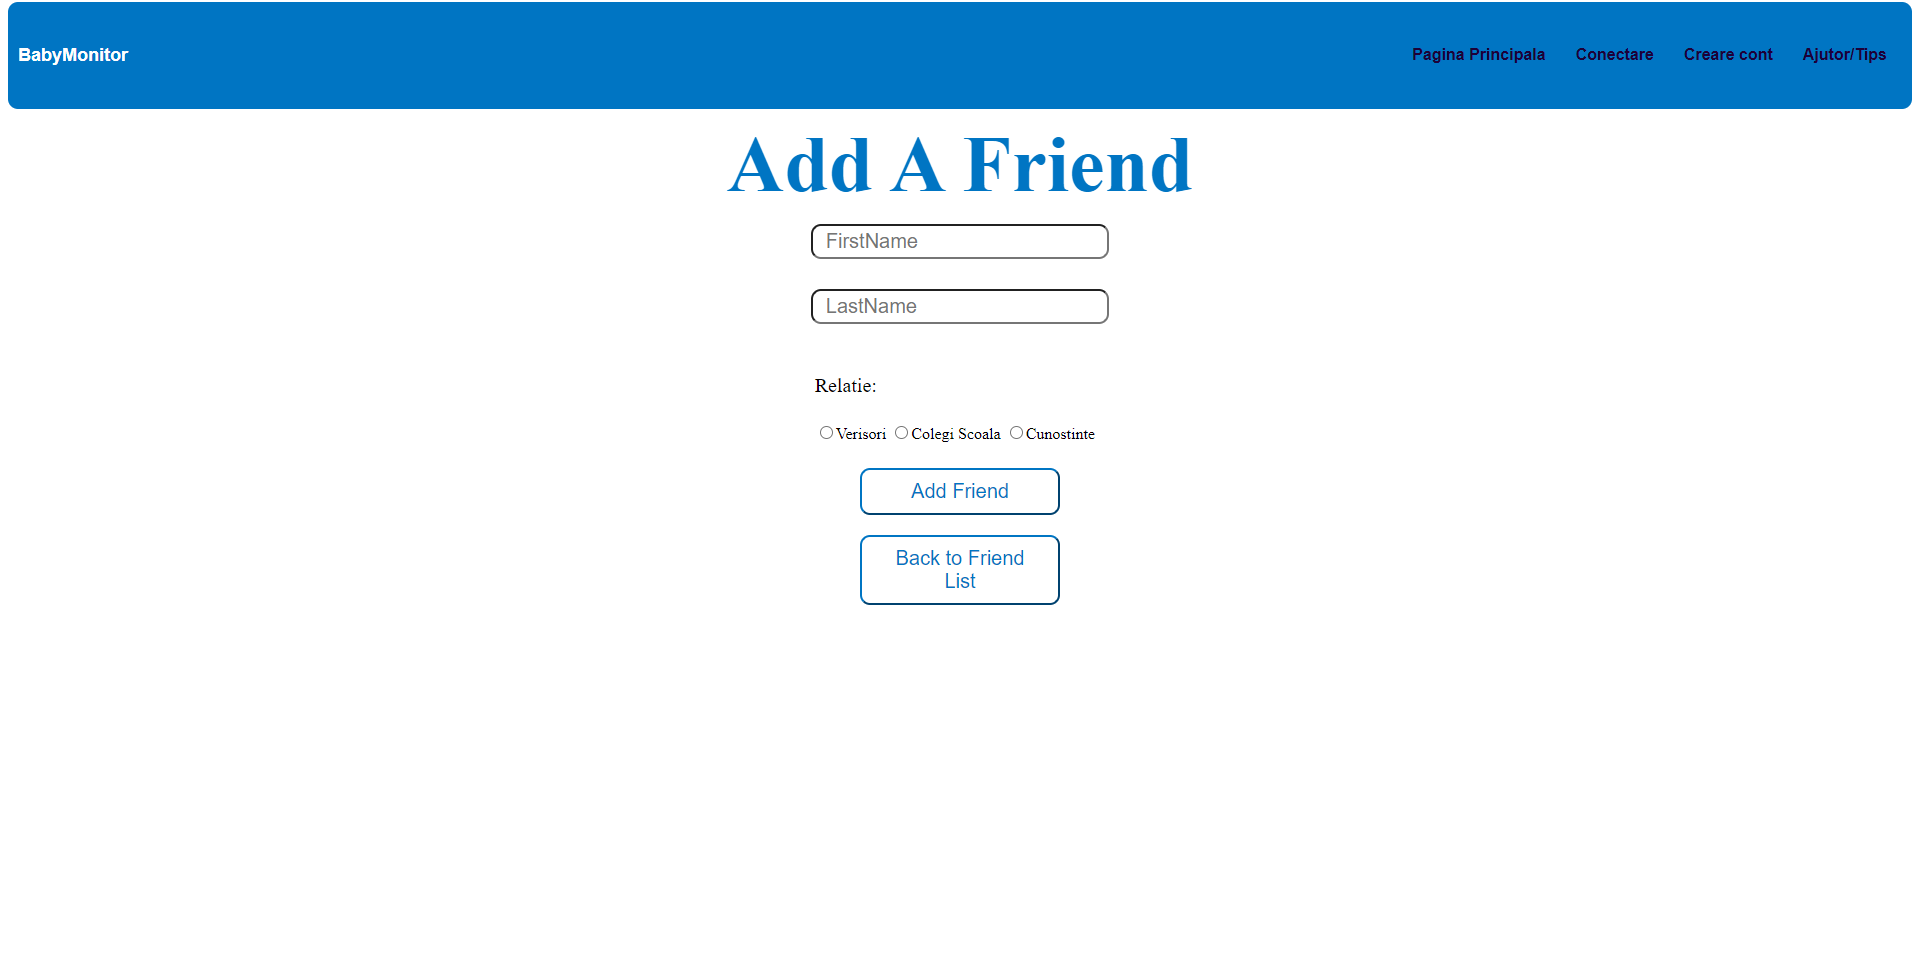 BabyMonitor
Pagina Principala Conectare Creare cont Ajutor/Tips
Add A Friend
FirstName
LastName
Relatie:
Verisori Colegi Scoala Cunostinte
Add Friend
Back to Friend
List